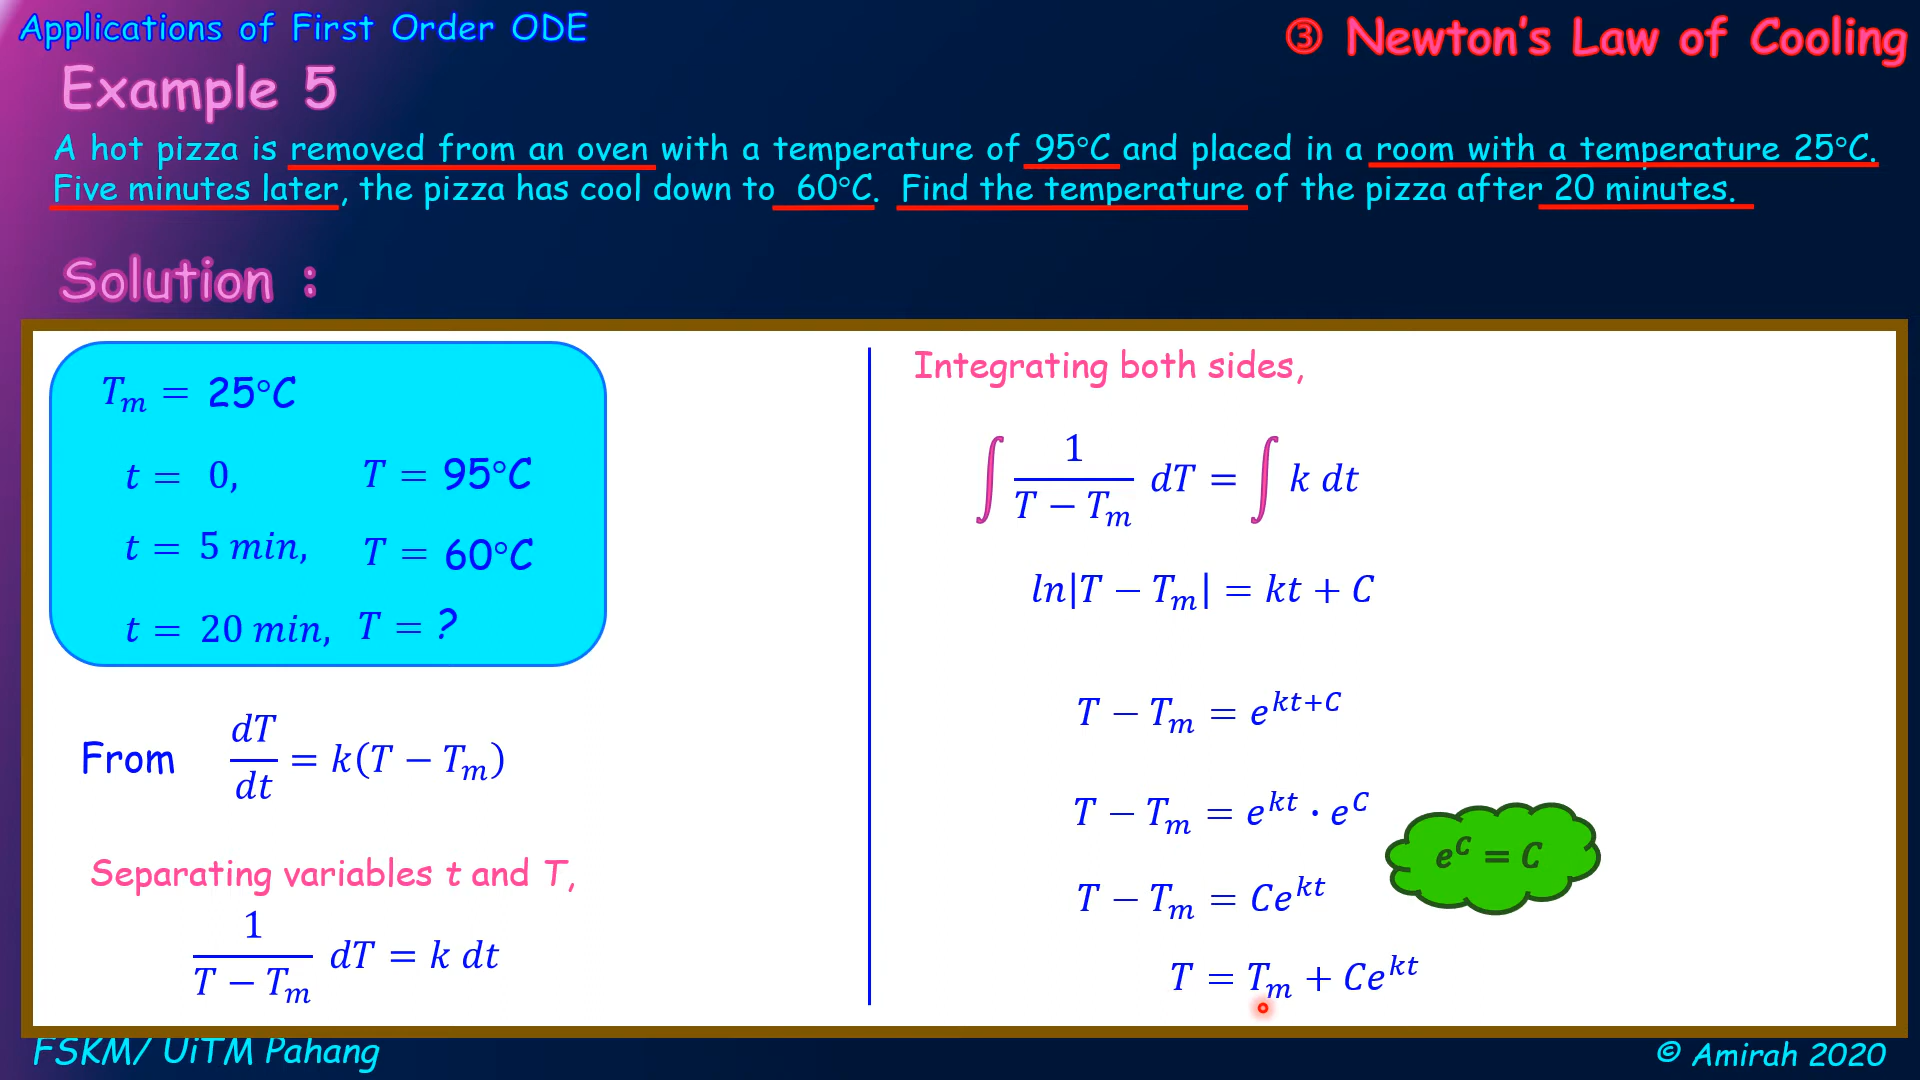 Applications of First Order ODE
③ Newton's Law of Cooling
Example 5
A hot pizza is removed from an oven with a temperature of 95°C and placed in a room with a temperature 25°C.
Five minutes later, the pizza has cool down to 60°C. Find the temperature of the pizza after 20 minutes.
Solution :
T_m = 25°C
t = 0, T = 95°C
t = 5 min, T = 60°C
t = 20 min, T = ?
From dT/dt = k(T − T_m)
Separating variables t and T,
1/(T − T_m) dT = k dt
Integrating both sides,
∫ 1/(T − T_m) dT = ∫ k dt
ln|T − T_m| = kt + C
T − T_m = e^{kt+C}
T − T_m = e^{kt} · e^C
e^C = C
T − T_m = Ce^{kt}
T = T_m + Ce^{kt}
FSKM/ UiTM Pahang
© Amirah 2020